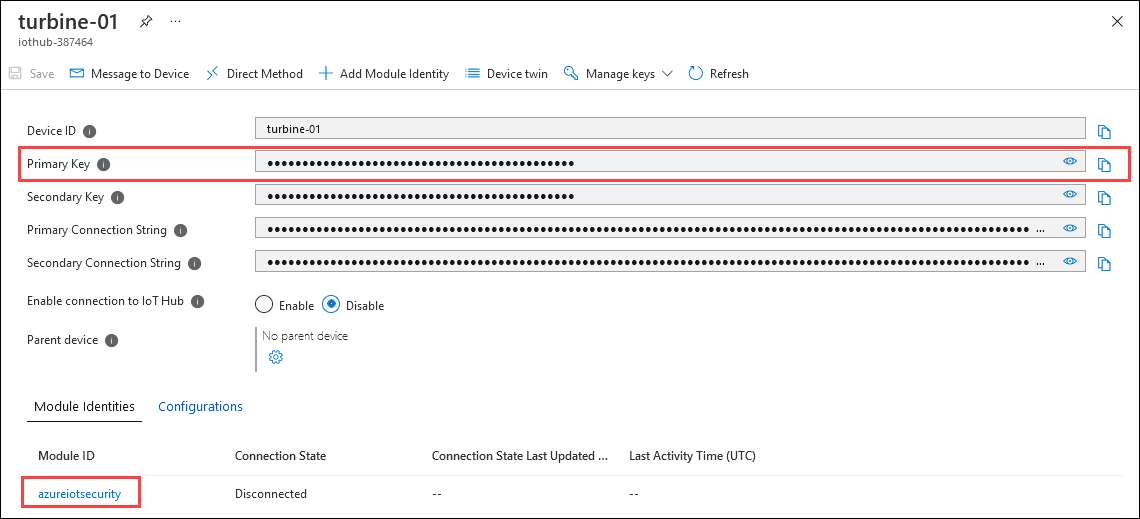 turbine-01 ...
iothub-387464
Save Message to Device Direct Method Add Module Identity Device twin Manage keys Refresh
Device ID turbine-01
Primary Key ••••••••••••••••••••••••••••••••••••••••••••
Secondary Key ••••••••••••••••••••••••••••••••••••••••••••
Primary Connection String ••••••••••••••••••••••••••••••••••••••••••••••••••••••••••••••••••••••••••••••••••••••••••••••••••••••••••••• ...
Secondary Connection String ••••••••••••••••••••••••••••••••••••••••••••••••••••••••••••••••••••••••••••••••••••••••••••••••••••••••••••• ...
Enable connection to IoT Hub Enable Disable
Parent device No parent device
Module Identities Configurations
Module ID Connection State Connection State Last Updated ... Last Activity Time (UTC)
azureiotsecurity Disconnected -- --